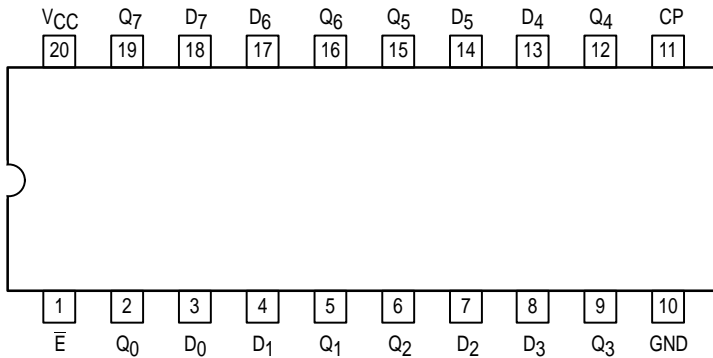 VCC Q7 D7 D6 Q6 Q5 D5 D4 Q4 CP
20 19 18 17 16 15 14 13 12 11
1 2 3 4 5 6 7 8 9 10
E̅ Q0 D0 D1 Q1 Q2 D2 D3 Q3 GND